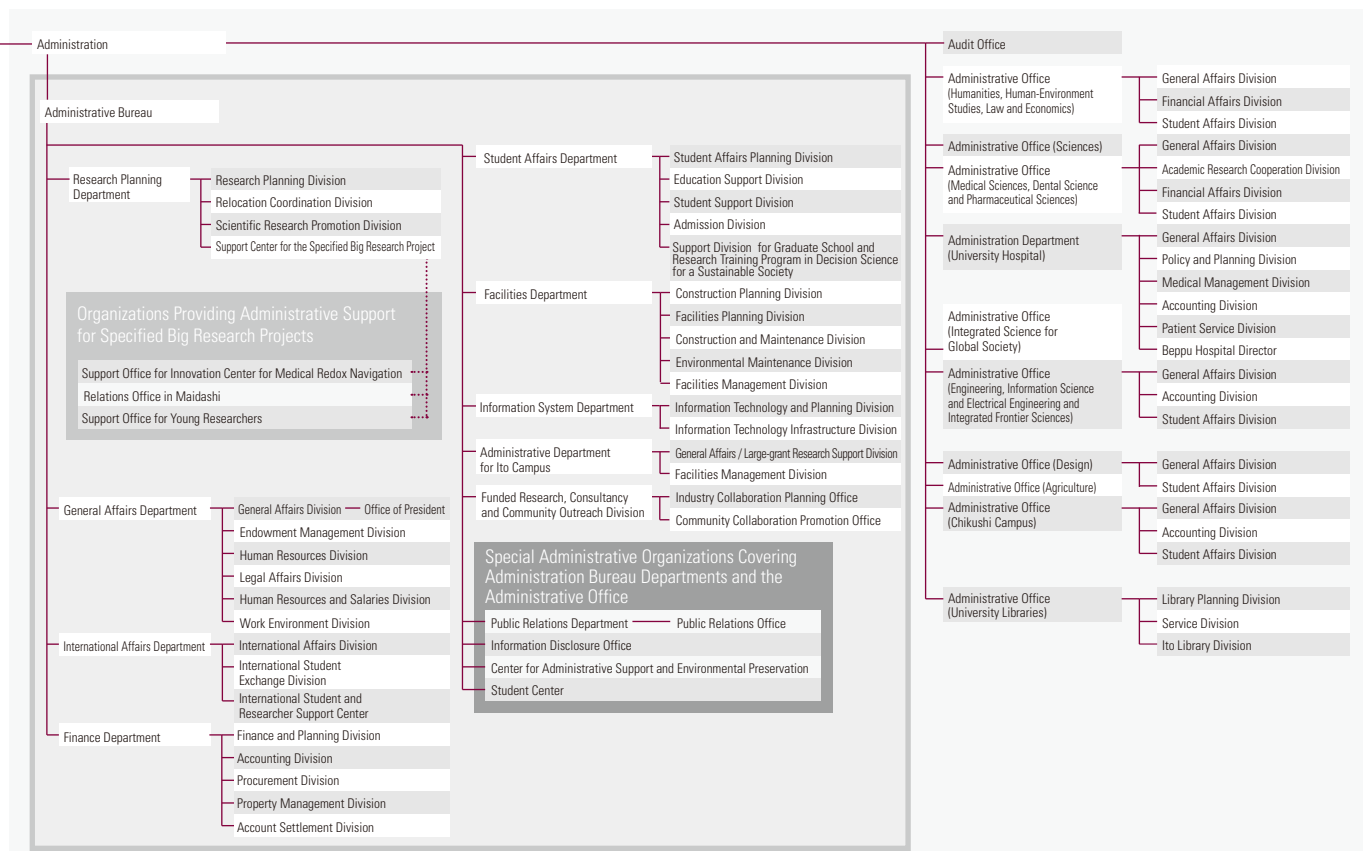 Administration
Administrative Bureau
Research Planning
Department
Research Planning Division
Relocation Coordination Division
Scientific Research Promotion Division
Support Center for the Specified Big Research Project
Organizations Providing Administrative Support
for Specified Big Research Projects
Support Office for Innovation Center for Medical Redox Navigation
Relations Office in Maidashi
Support Office for Young Researchers
General Affairs Department
General Affairs Division
Office of President
Endowment Management Division
Human Resources Division
Legal Affairs Division
Human Resources and Salaries Division
Work Environment Division
International Affairs Department
International Affairs Division
International Student
Exchange Division
International Student and
Researcher Support Center
Finance Department
Finance and Planning Division
Accounting Division
Procurement Division
Property Management Division
Account Settlement Division
Student Affairs Department
Student Affairs Planning Division
Education Support Division
Student Support Division
Admission Division
Support Division for Graduate School and
Research Training Program in Decision Science
for a Sustainable Society
Facilities Department
Construction Planning Division
Facilities Planning Division
Construction and Maintenance Division
Environmental Maintenance Division
Facilities Management Division
Information System Department
Information Technology and Planning Division
Information Technology Infrastructure Division
Administrative Department
for Ito Campus
General Affairs / Large-grant Research Support Division
Facilities Management Division
Funded Research, Consultancy
and Community Outreach Division
Industry Collaboration Planning Office
Community Collaboration Promotion Office
Special Administrative Organizations Covering
Administration Bureau Departments and the
Administrative Office
Public Relations Department
Public Relations Office
Information Disclosure Office
Center for Administrative Support and Environmental Preservation
Student Center
Audit Office
Administrative Office
(Humanities, Human-Environment
Studies, Law and Economics)
General Affairs Division
Financial Affairs Division
Student Affairs Division
Administrative Office (Sciences)
Administrative Office
(Medical Sciences, Dental Science
and Pharmaceutical Sciences)
General Affairs Division
Academic Research Cooperation Division
Financial Affairs Division
Student Affairs Division
Administration Department
(University Hospital)
General Affairs Division
Policy and Planning Division
Medical Management Division
Accounting Division
Patient Service Division
Beppu Hospital Director
Administrative Office
(Integrated Science for
Global Society)
Administrative Office
(Engineering, Information Science
and Electrical Engineering and
Integrated Frontier Sciences)
General Affairs Division
Accounting Division
Student Affairs Division
Administrative Office (Design)
General Affairs Division
Student Affairs Division
Administrative Office (Agriculture)
Administrative Office
(Chikushi Campus)
General Affairs Division
Accounting Division
Student Affairs Division
Administrative Office
(University Libraries)
Library Planning Division
Service Division
Ito Library Division